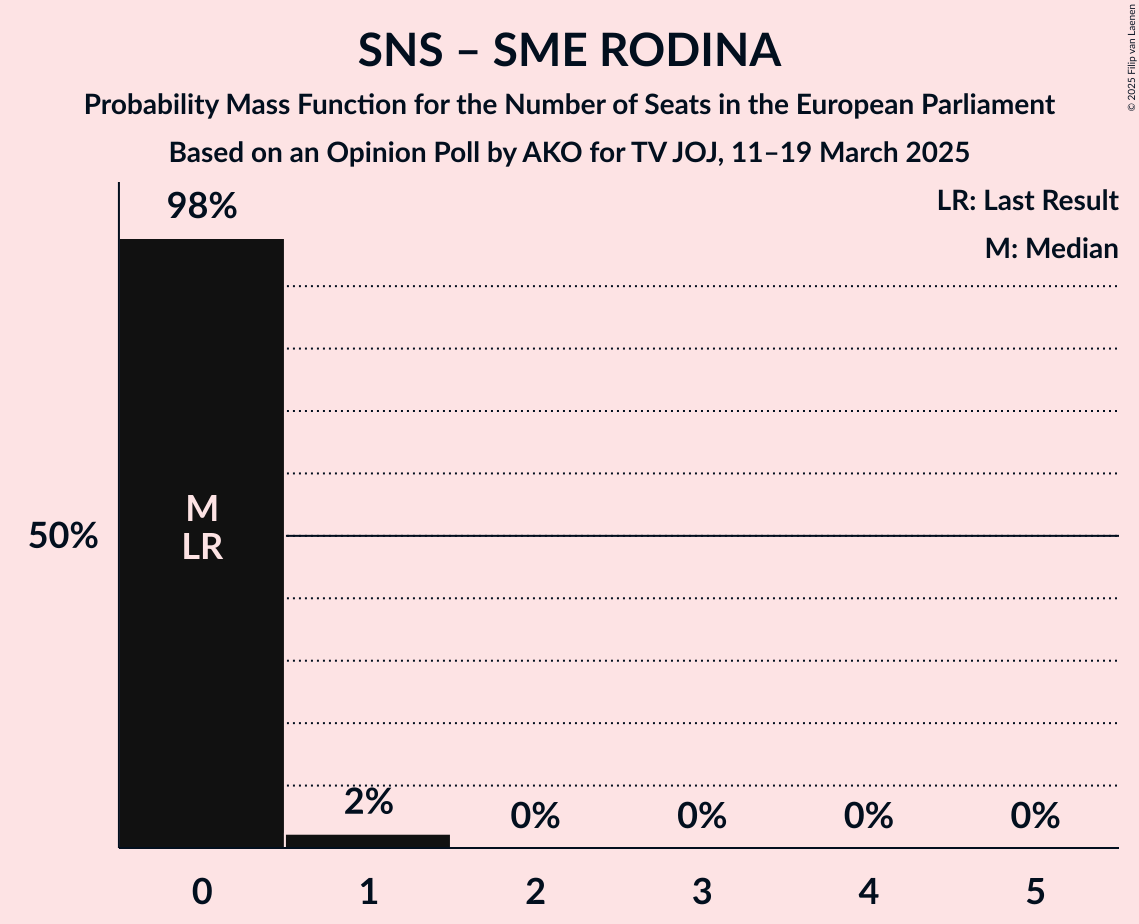 SNS – SME RODINA
Probability Mass Function for the Number of Seats in the European Parliament
Based on an Opinion Poll by AKO for TV JOJ, 11–19 March 2025
© 2025 Filip van Laenen
LR: Last Result
M: Median
98%
M
LR
50%
2%
0%
0%
0%
0%
0
1
2
3
4
5